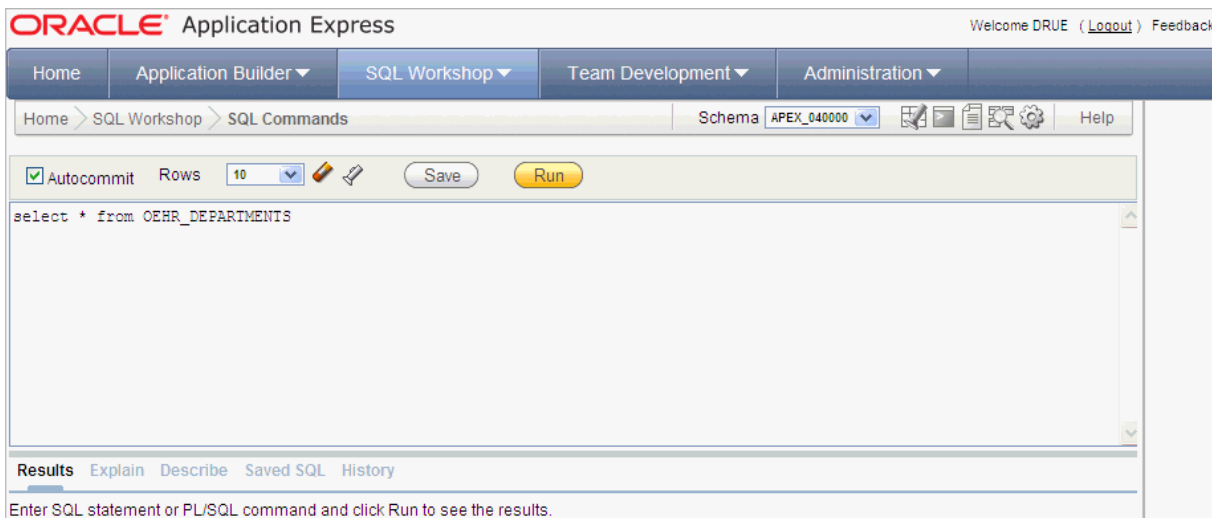 ORACLE Application Express
Welcome DRUE ( Logout ) Feedback
Home Application Builder SQL Workshop Team Development Administration
Home SQL Workshop SQL Commands Schema APEX_040000 Help
Autocommit Rows 10 Save Run
select * from OEHR_DEPARTMENTS
Results Explain Describe Saved SQL History
Enter SQL statement or PL/SQL command and click Run to see the results.